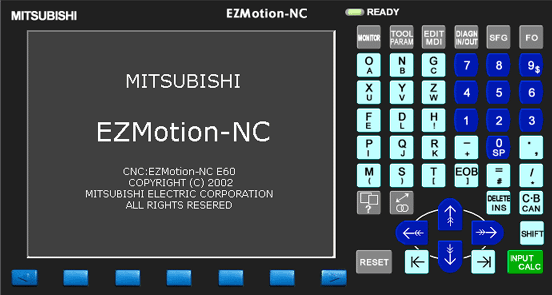 MITSUBISHI EZMotion-NC READY
MITSUBISHI
EZMotion-NC
CNC:EZMotion-NC E60
COPYRIGHT (C) 2002
MITSUBISHI ELECTRIC CORPORATION
ALL RIGHTS RESERED
MONITOR TOOL PARAM EDIT MDI DIAGN IN/OUT SFG FO
O A N B G C 7 8 9$
X U Y V Z W 4 5 6
F E D L H ! 1 2 3
P I Q J R K - + 0 SP . ,
M ( S ) T [ EOB ] = # / *
? DELETE INS C·B CAN
SHIFT
RESET INPUT CALC